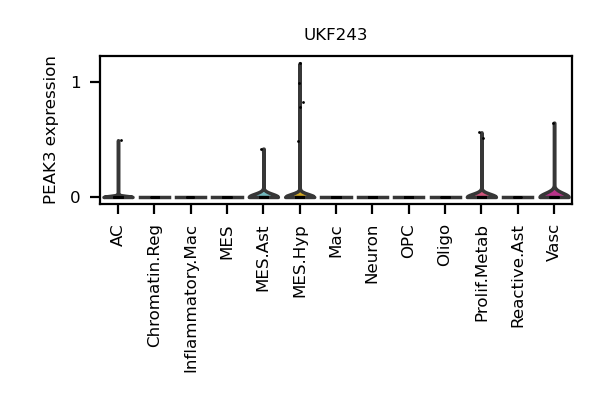 UKF243
PEAK3 expression
1
0
AC
Chromatin.Reg
Inflammatory.Mac
MES
MES.Ast
MES.Hyp
Mac
Neuron
OPC
Oligo
Prolif.Metab
Reactive.Ast
Vasc